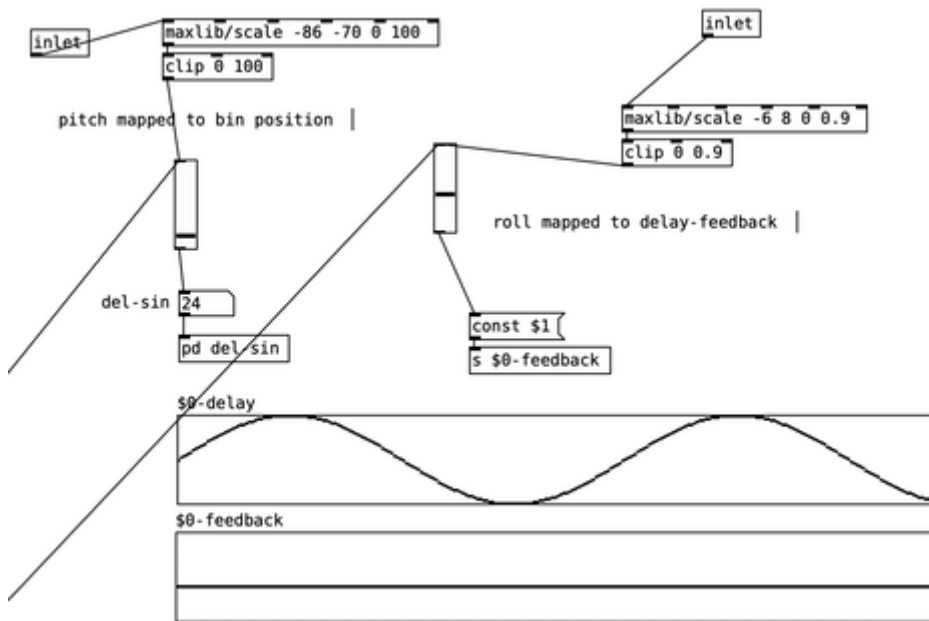 inlet
maxlib/scale -86 -70 0 100
clip 0 100
pitch mapped to bin position
inlet
maxlib/scale -6 8 0 0.9
clip 0 0.9
roll mapped to delay-feedback
del-sin
24
pd del-sin
const $1
s $0-feedback
$0-delay
$0-feedback